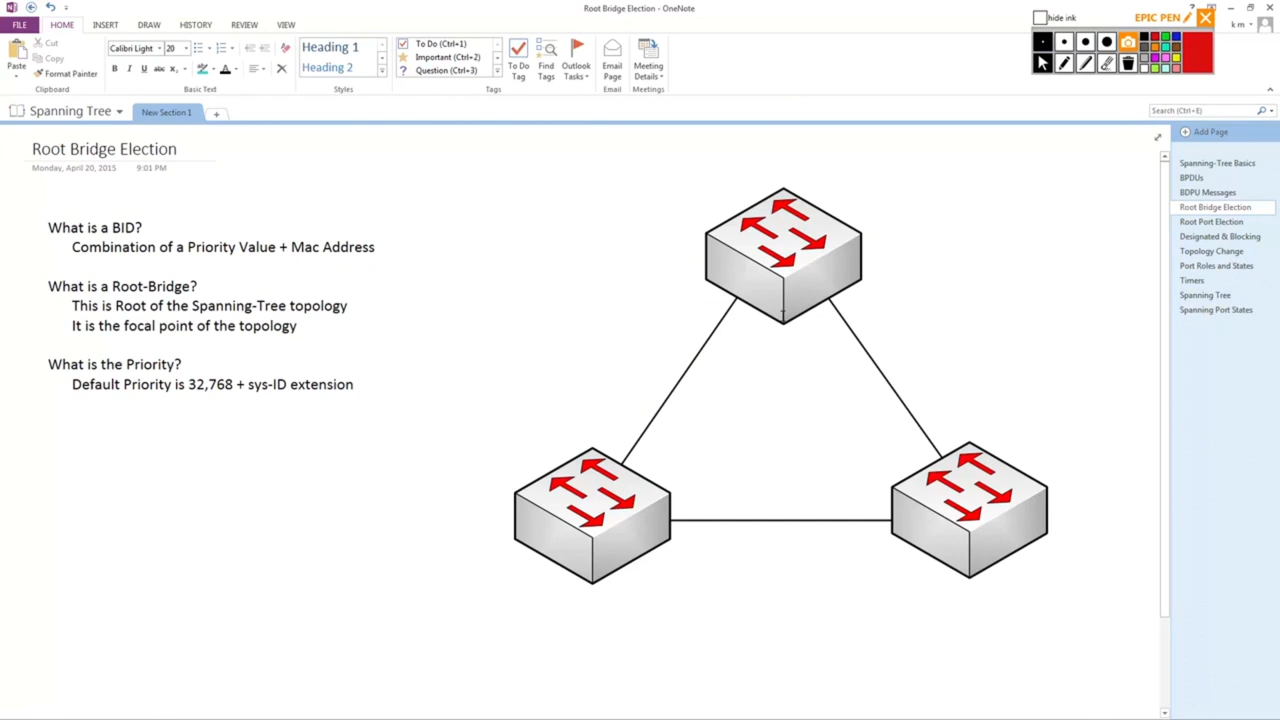 Root Bridge Election - OneNote
?
hide ink
EPIC PEN
FILE HOME INSERT DRAW HISTORY REVIEW VIEW
k m
Paste
Cut
Copy
Format Painter
Clipboard
Calibri Light 20
B I U abc x
A
Basic Text
Heading 1
Heading 2
Styles
To Do (Ctrl+1)
Important (Ctrl+2)
Question (Ctrl+3)
To Do Tag
Find Tags
Outlook Tasks
Tags
Email Page
Email
Meeting Details
Meetings
Spanning Tree
New Section 1
Search (Ctrl+E)
Root Bridge Election
Monday, April 20, 2015 9:01 PM
What is a BID?
Combination of a Priority Value + Mac Address
What is a Root-Bridge?
This is Root of the Spanning-Tree topology
It is the focal point of the topology
What is the Priority?
Default Priority is 32,768 + sys-ID extension
Add Page
Spanning-Tree Basics
BPDUs
BDPU Messages
Root Bridge Election
Root Port Election
Designated & Blocking
Topology Change
Port Roles and States
Timers
Spanning Tree
Spanning Port States